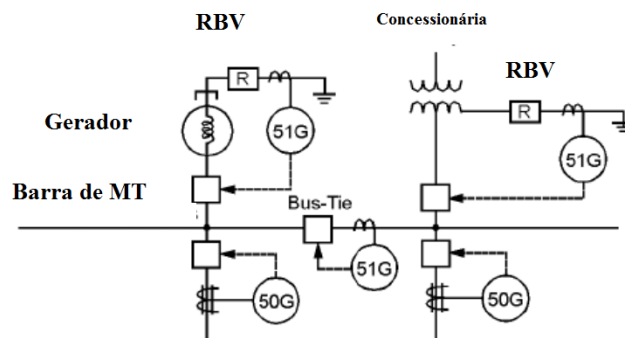 RBV
Concessionária
R
RBV
R
Gerador
51G
51G
Barra de MT
Bus-Tie
51G
50G
50G